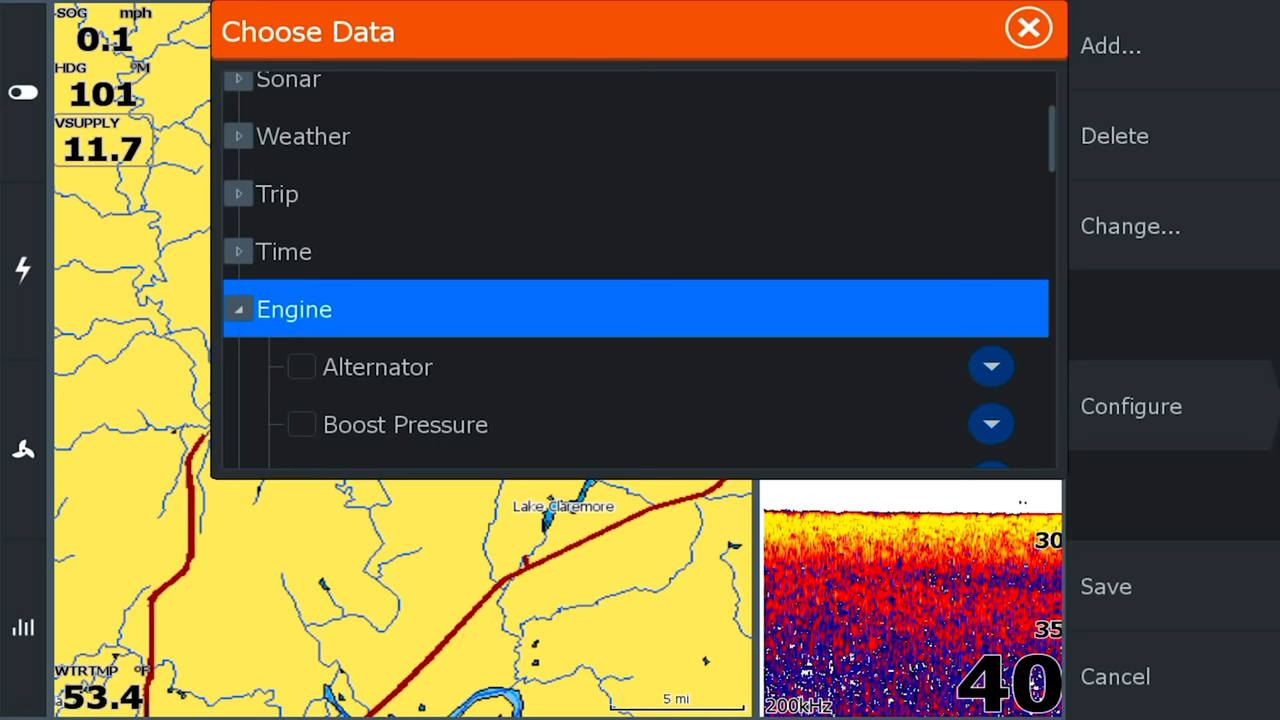 SOG mph
0.1
HDG °M
101
VSUPPLY
11.7
Choose Data
Sonar
Weather
Trip
Time
Engine
Alternator
Boost Pressure
Add...
Delete
Change...
Configure
Save
Cancel
Lake Claremore
WTRTMP °F
53.4
5 mi
30
35
40
200kHz